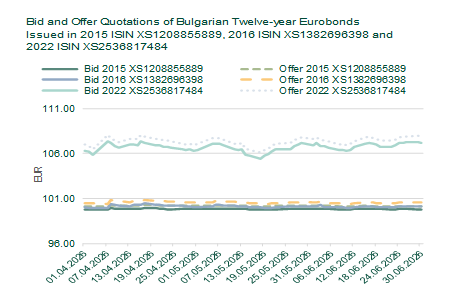 Bid and Offer Quotations of Bulgarian Twelve-year Eurobonds
Issued in 2015 ISIN XS1208855889, 2016 ISIN XS1382696398 and
2022 ISIN XS2536817484
Bid 2015 XS1208855889 Offer 2015 XS1208855889
Bid 2016 XS1382696398 Offer 2016 XS1382696398
Bid 2022 XS2536817484 Offer 2022 XS2536817484
111.00
106.00
101.00
96.00
EUR
01.04.2026
07.04.2026
13.04.2026
19.04.2026
25.04.2026
01.05.2026
07.05.2026
13.05.2026
19.05.2026
25.05.2026
31.05.2026
06.06.2026
12.06.2026
18.06.2026
24.06.2026
30.06.2026